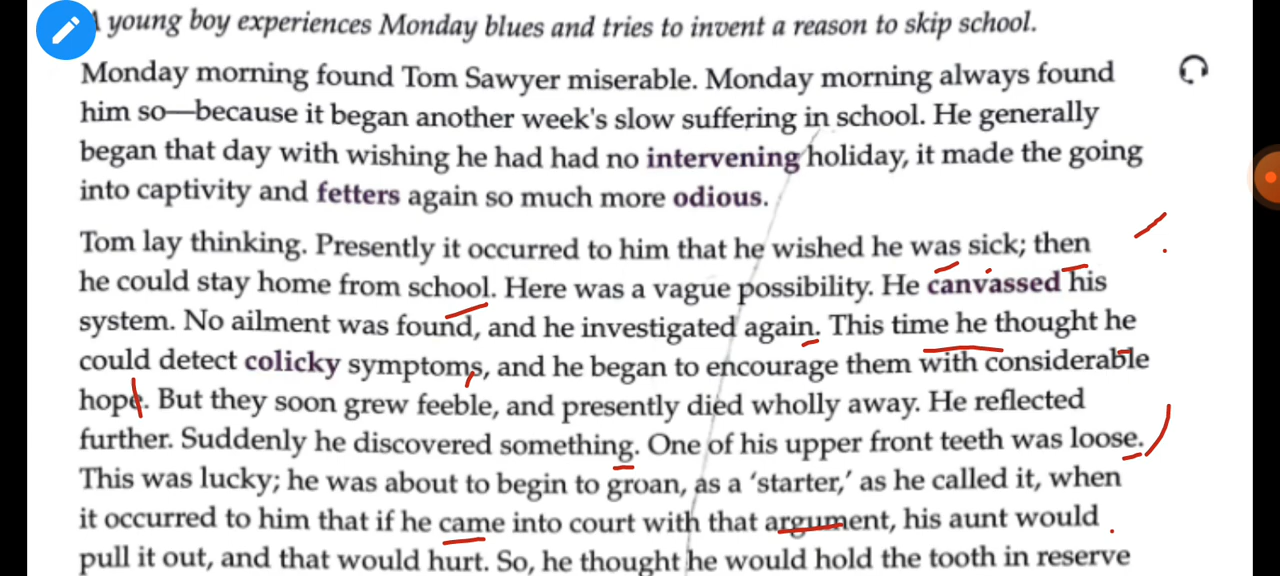 young boy experiences Monday blues and tries to invent a reason to skip school.
Monday morning found Tom Sawyer miserable. Monday morning always found
him so—because it began another week's slow suffering in school. He generally
began that day with wishing he had had no intervening holiday, it made the going
into captivity and fetters again so much more odious.
Tom lay thinking. Presently it occurred to him that he wished he was sick; then
he could stay home from school. Here was a vague possibility. He canvassed his
system. No ailment was found, and he investigated again. This time he thought he
could detect colicky symptoms, and he began to encourage them with considerable
hope. But they soon grew feeble, and presently died wholly away. He reflected
further. Suddenly he discovered something. One of his upper front teeth was loose.
This was lucky; he was about to begin to groan, as a ‘starter,’ as he called it, when
it occurred to him that if he came into court with that argument, his aunt would
pull it out, and that would hurt. So, he thought he would hold the tooth in reserve